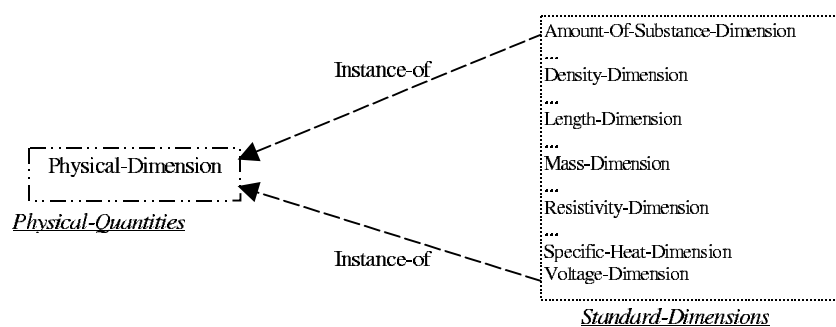 Amount-Of-Substance-Dimension
...
Instance-of
Density-Dimension
...
Length-Dimension
...
Physical-Dimension
Mass-Dimension
...
Physical-Quantities
Resistivity-Dimension
...
Instance-of
Specific-Heat-Dimension
Voltage-Dimension
Standard-Dimensions